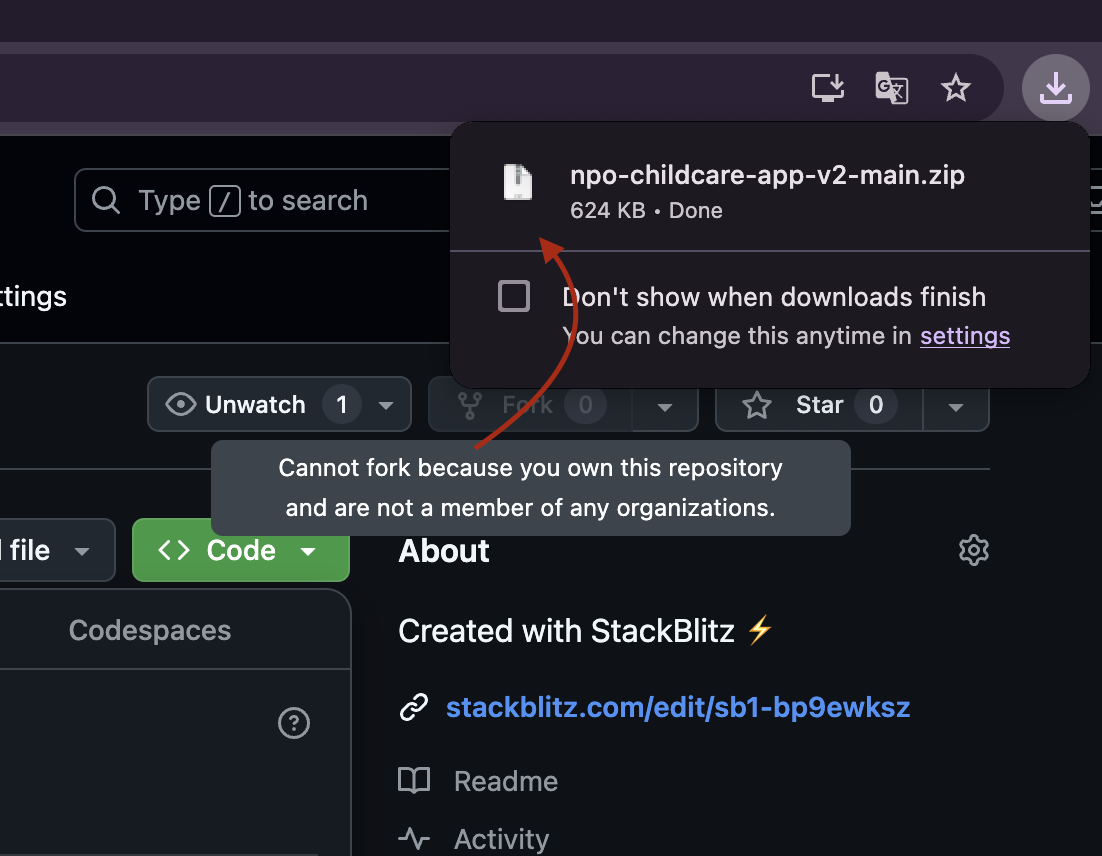 npo-childcare-app-v2-main.zip
624 KB • Done
Type / to search
Don't show when downloads finish
ttings
You can change this anytime in settings
Unwatch 1
Fork 0
Star 0
Cannot fork because you own this repository
and are not a member of any organizations.
file
Code
About
Codespaces
Created with StackBlitz ⚡
stackblitz.com/edit/sb1-bp9ewksz
Readme
Activity